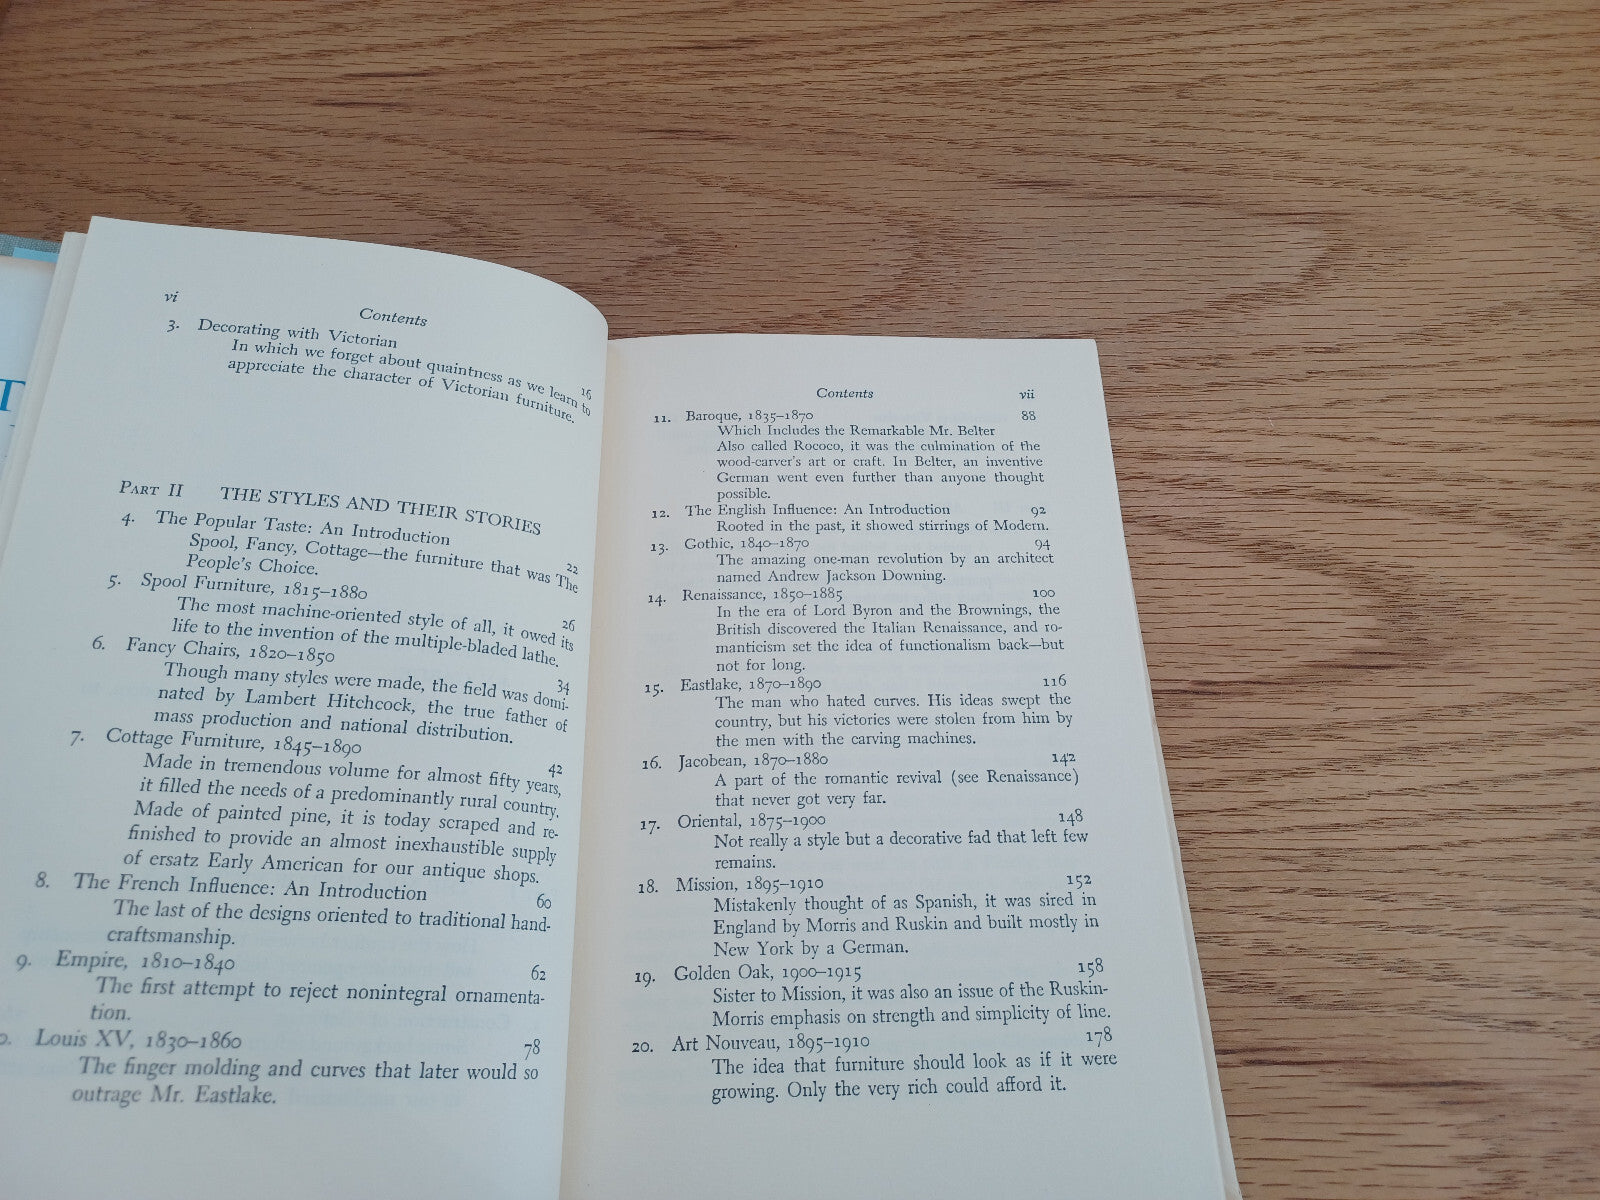 T
vi
Contents
3. Decorating with Victorian 16
In which we forget about quaintness as we learn to
appreciate the character of Victorian furniture.
PART II THE STYLES AND THEIR STORIES
4. The Popular Taste: An Introduction 22
Spool, Fancy, Cottage—the furniture that was The
People's Choice.
5. Spool Furniture, 1815–1880 26
The most machine-oriented style of all, it owed its
life to the invention of the multiple-bladed lathe.
6. Fancy Chairs, 1820–1850 34
Though many styles were made, the field was domi-
nated by Lambert Hitchcock, the true father of
mass production and national distribution.
7. Cottage Furniture, 1845–1890 42
Made in tremendous volume for almost fifty years,
it filled the needs of a predominantly rural country.
Made of painted pine, it is today scraped and re-
finished to provide an almost inexhaustible supply
of ersatz Early American for our antique shops.
8. The French Influence: An Introduction 60
The last of the designs oriented to traditional hand-
craftsmanship.
9. Empire, 1810–1840 62
The first attempt to reject nonintegral ornamenta-
tion.
0. Louis XV, 1830–1860 78
The finger molding and curves that later would so
outrage Mr. Eastlake.
Contents vii
11. Baroque, 1835–1870 88
Which Includes the Remarkable Mr. Belter
Also called Rococo, it was the culmination of the
wood-carver's art or craft. In Belter, an inventive
German went even further than anyone thought
possible.
12. The English Influence: An Introduction 92
Rooted in the past, it showed stirrings of Modern.
13. Gothic, 1840–1870 94
The amazing one-man revolution by an architect
named Andrew Jackson Downing.
14. Renaissance, 1850–1885 100
In the era of Lord Byron and the Brownings, the
British discovered the Italian Renaissance, and ro-
manticism set the idea of functionalism back—but
not for long.
15. Eastlake, 1870–1890 116
The man who hated curves. His ideas swept the
country, but his victories were stolen from him by
the men with the carving machines.
16. Jacobean, 1870–1880 142
A part of the romantic revival (see Renaissance)
that never got very far.
17. Oriental, 1875–1900 148
Not really a style but a decorative fad that left few
remains.
18. Mission, 1895–1910 152
Mistakenly thought of as Spanish, it was sired in
England by Morris and Ruskin and built mostly in
New York by a German.
19. Golden Oak, 1900–1915 158
Sister to Mission, it was also an issue of the Ruskin-
Morris emphasis on strength and simplicity of line.
20. Art Nouveau, 1895–1910 178
The idea that furniture should look as if it were
growing. Only the very rich could afford it.